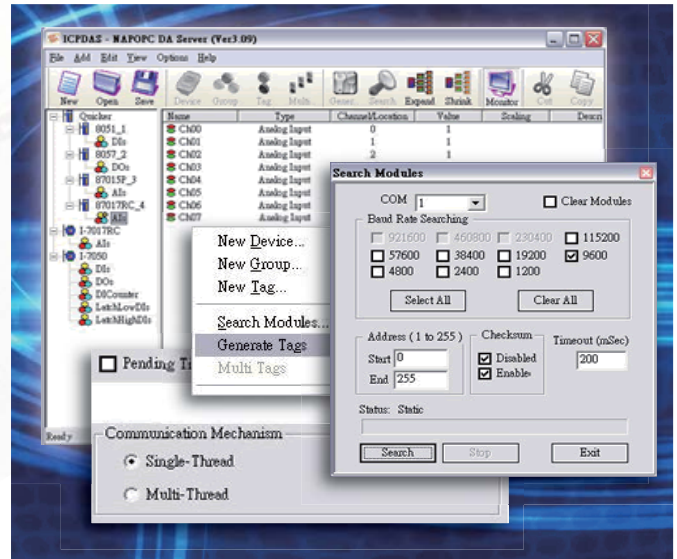 ICPDAS - NAPOPC DA Server (Ver3.09)
File Add Edit View Options Help
New Open Save Device Group Tag Multi. Gener. Search Expand Shrink Monitor Cut Copy
Name Type Channel/Location Value Scaling Descri
Quicker
8051_1
DIs
8057_2
DOs
87015P_3
AIs
87017RC_4
AIs
I-7017RC
AIs
I-7050
DIs
DOs
DICounter
LatchLowDIs
LatchHighDIs
Ch00 Analog Input 0 1
Ch01 Analog Input 1 1
Ch02 Analog Input 2 1
Ch03 Analog Input
Ch04 Analog Input
Ch05 Analog Input
Ch06 Analog Input
Ch07 Analog Input
Ready
New Device...
New Group...
New Tag...
Search Modules...
Generate Tags
Multi Tags
Pending Ti
Communication Mechanism
Single-Thread
Multi-Thread
Search Modules
COM 1 Clear Modules
Baud Rate Searching
921600 460800 230400 115200
57600 38400 19200 9600
4800 2400 1200
Select All Clear All
Address ( 1 to 255 )
Start 0
End 255
Checksum
Disabled
Enable
Timeout (mSec)
200
Status: Static
Search Stop Exit